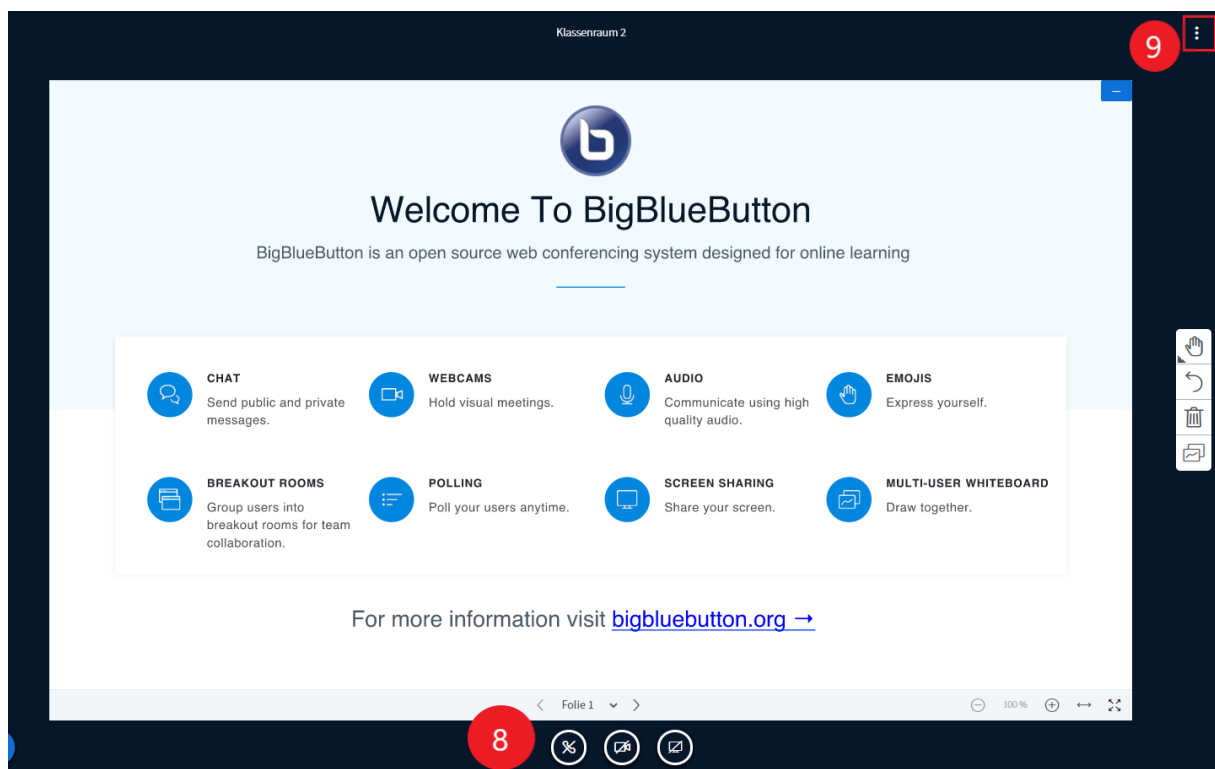 Klassenraum 2
9
Welcome To BigBlueButton
BigBlueButton is an open source web conferencing system designed for online learning
CHAT
Send public and private
messages.
WEBCAMS
Hold visual meetings.
AUDIO
Communicate using high
quality audio.
EMOJIS
Express yourself.
BREAKOUT ROOMS
Group users into
breakout rooms for team
collaboration.
POLLING
Poll your users anytime.
SCREEN SHARING
Share your screen.
MULTI-USER WHITEBOARD
Draw together.
For more information visit bigbluebutton.org →
Folie 1
100 %
8